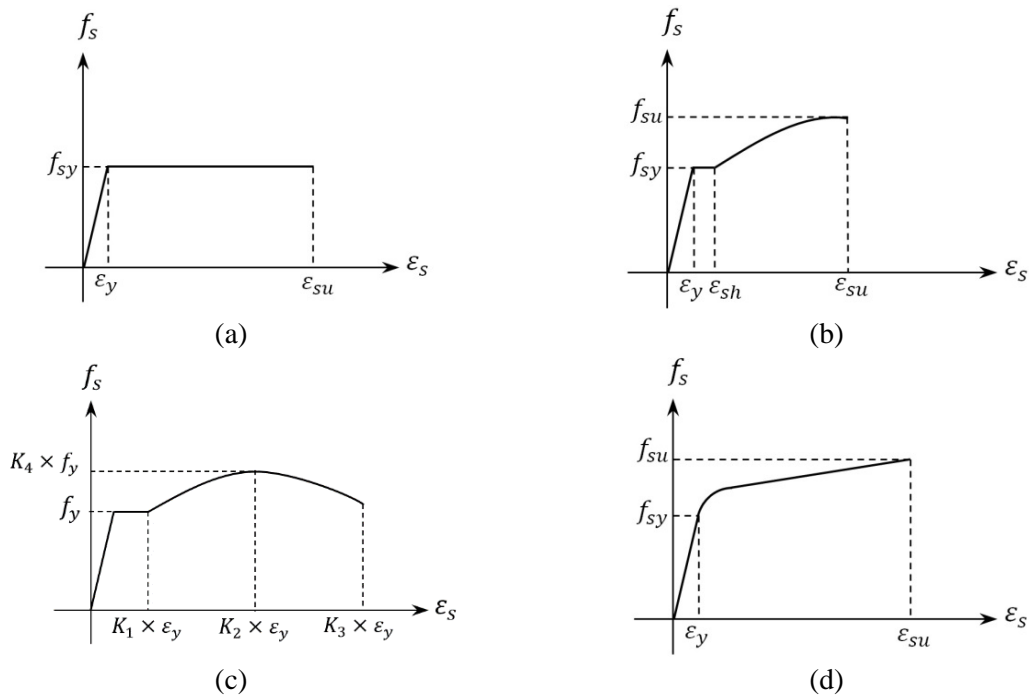 f_s
f_sy
ε_y
ε_su
ε_s
(a)
f_s
f_su
f_sy
ε_y
ε_sh
ε_su
ε_s
(b)
f_s
K_4 × f_y
f_y
K_1 × ε_y
K_2 × ε_y
K_3 × ε_y
ε_s
(c)
f_s
f_su
f_sy
ε_y
ε_su
ε_s
(d)